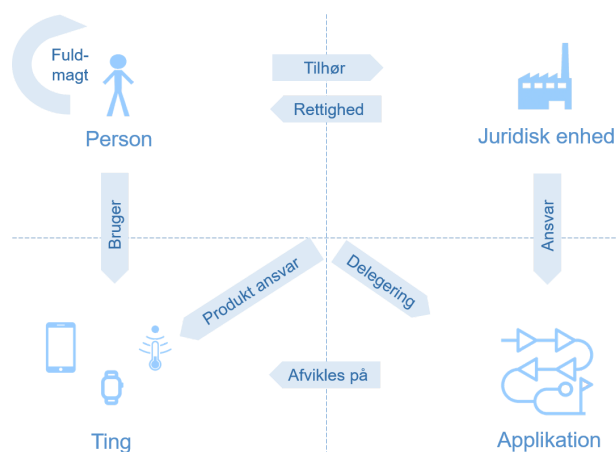 Fuld-
magt
Tilhør
Rettighed
Person
Juridisk enhed
Bruger
Ansvar
Produkt ansvar
Delegering
Afvikles på
Ting
Applikation